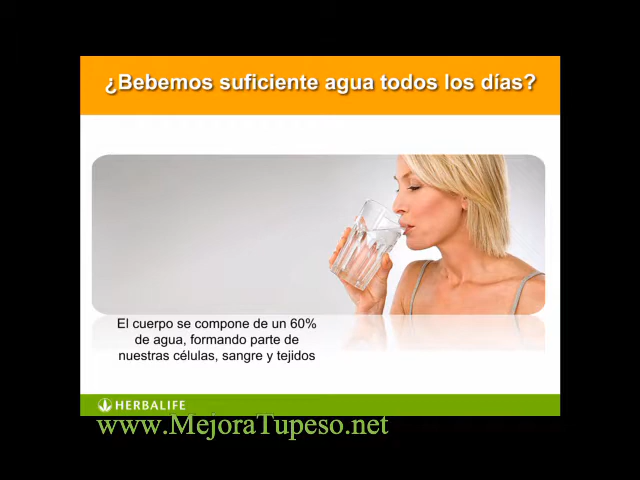 ¿Bebemos suficiente agua todos los días?
El cuerpo se compone de un 60%
de agua, formando parte de
nuestras células, sangre y tejidos
HERBALIFE
www.MejoraTupeso.net